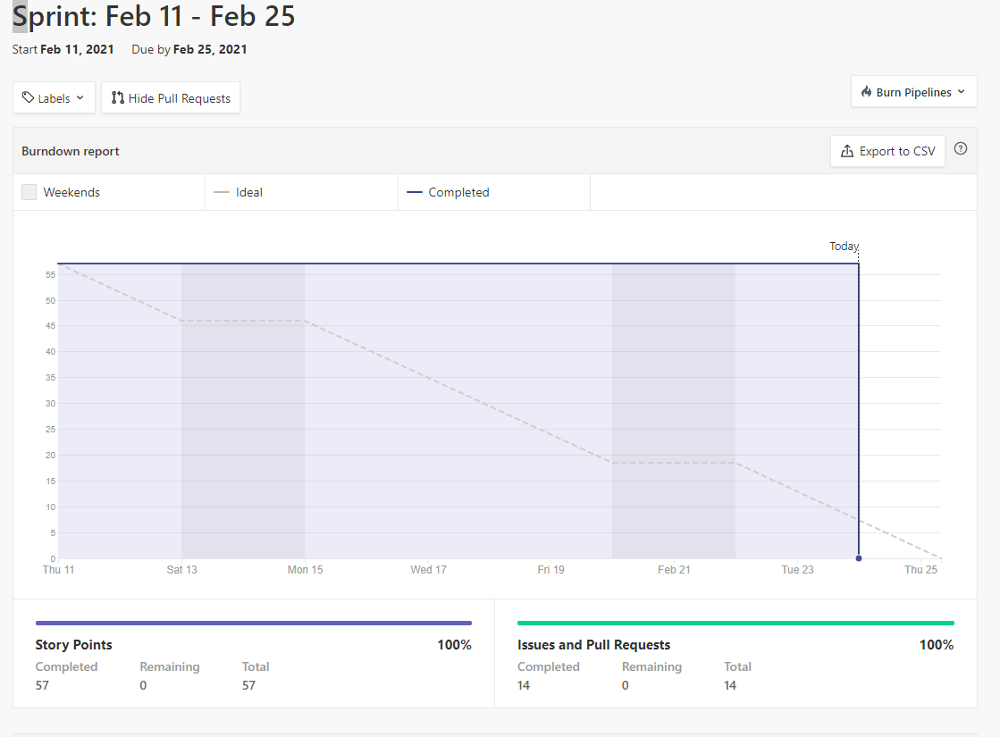 Sprint: Feb 11 - Feb 25
Start Feb 11, 2021 Due by Feb 25, 2021
Labels Hide Pull Requests Burn Pipelines
Burndown report Export to CSV ?
Weekends Ideal Completed
Today
55
50
45
40
35
30
25
20
15
10
5
0
Thu 11 Sat 13 Mon 15 Wed 17 Fri 19 Feb 21 Tue 23 Thu 25
Story Points 100% Issues and Pull Requests 100%
Completed Remaining Total Completed Remaining Total
57 0 57 14 0 14